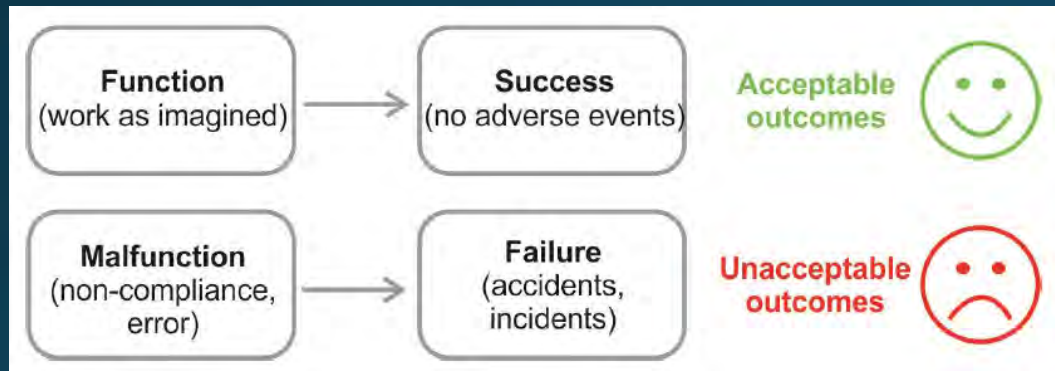 Function
(work as imagined)
Success
(no adverse events)
Acceptable
outcomes
Malfunction
(non-compliance,
error)
Failure
(accidents,
incidents)
Unacceptable
outcomes